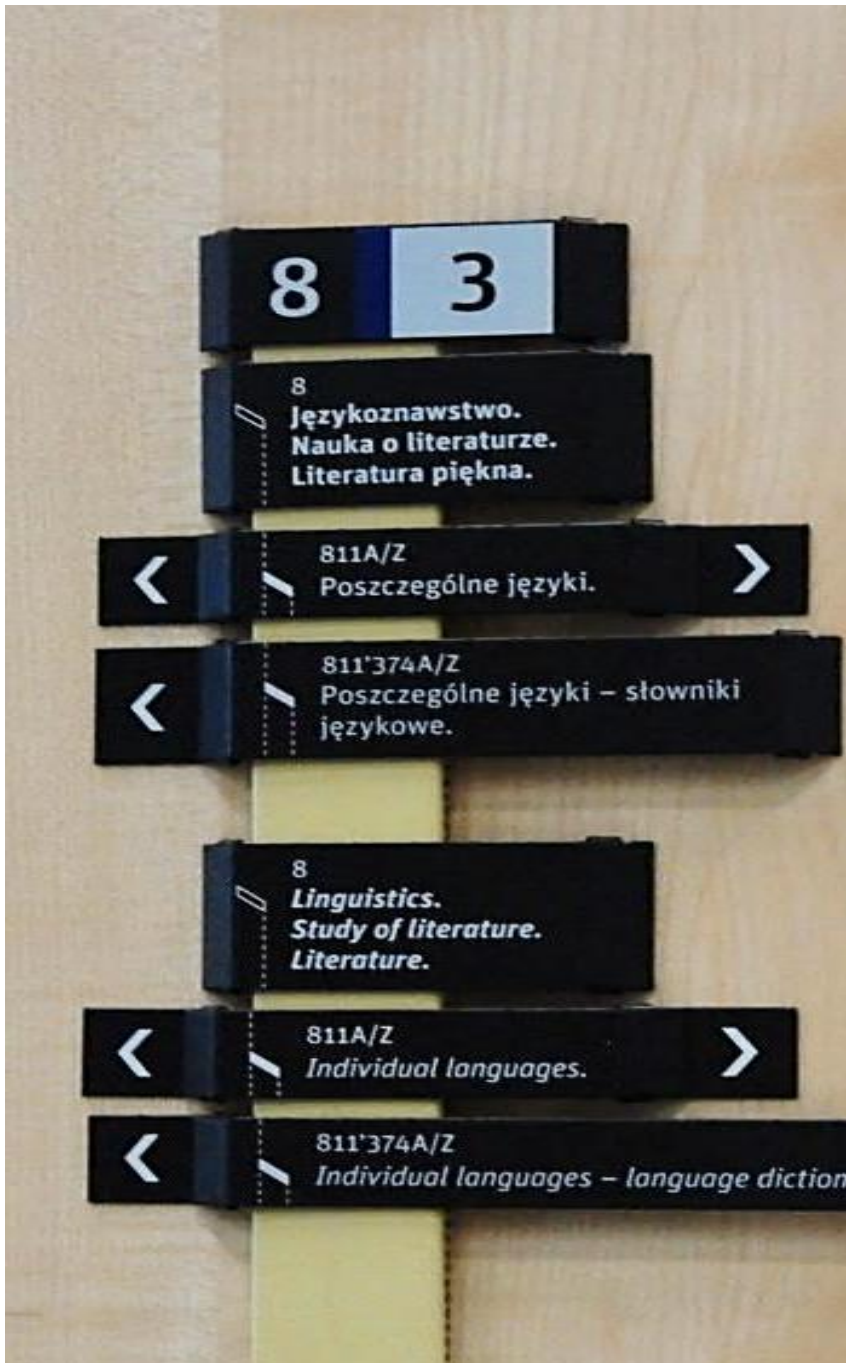 8 3
8
Językoznawstwo.
Nauka o literaturze.
Literatura piękna.
811A/Z
Poszczególne języki.
811'374A/Z
Poszczególne języki – słowniki
językowe.
8
Linguistics.
Study of literature.
Literature.
811A/Z
Individual languages.
811'374A/Z
Individual languages – language diction